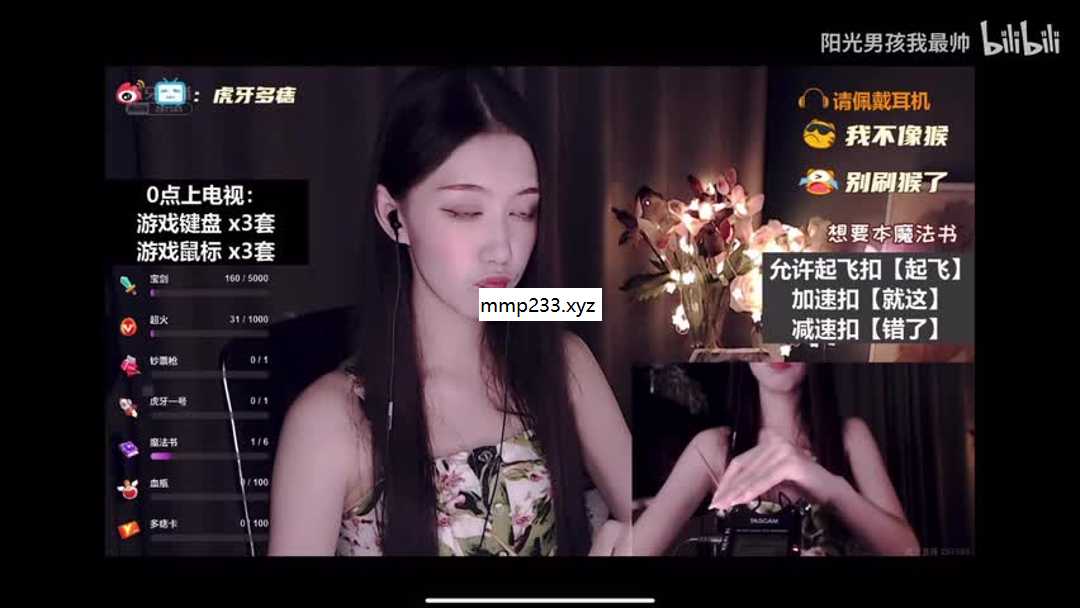 阳光男孩我最帅 bilibili
: 虎牙多痞
请佩戴耳机
我不像猴
别刷猴了
0点上电视:
游戏键盘 x3套
游戏鼠标 x3套
想要本魔法书
允许起飞扣【起飞】
加速扣【就这】
减速扣【错了】
宝剑 160 / 5000
超火 31 / 1000
钞票枪 0 / 1
虎牙一号 0 / 1
魔法书 1 / 6
血瓶 0 / 100
多痞卡 0 / 100
mmp233.xyz
TASCAM